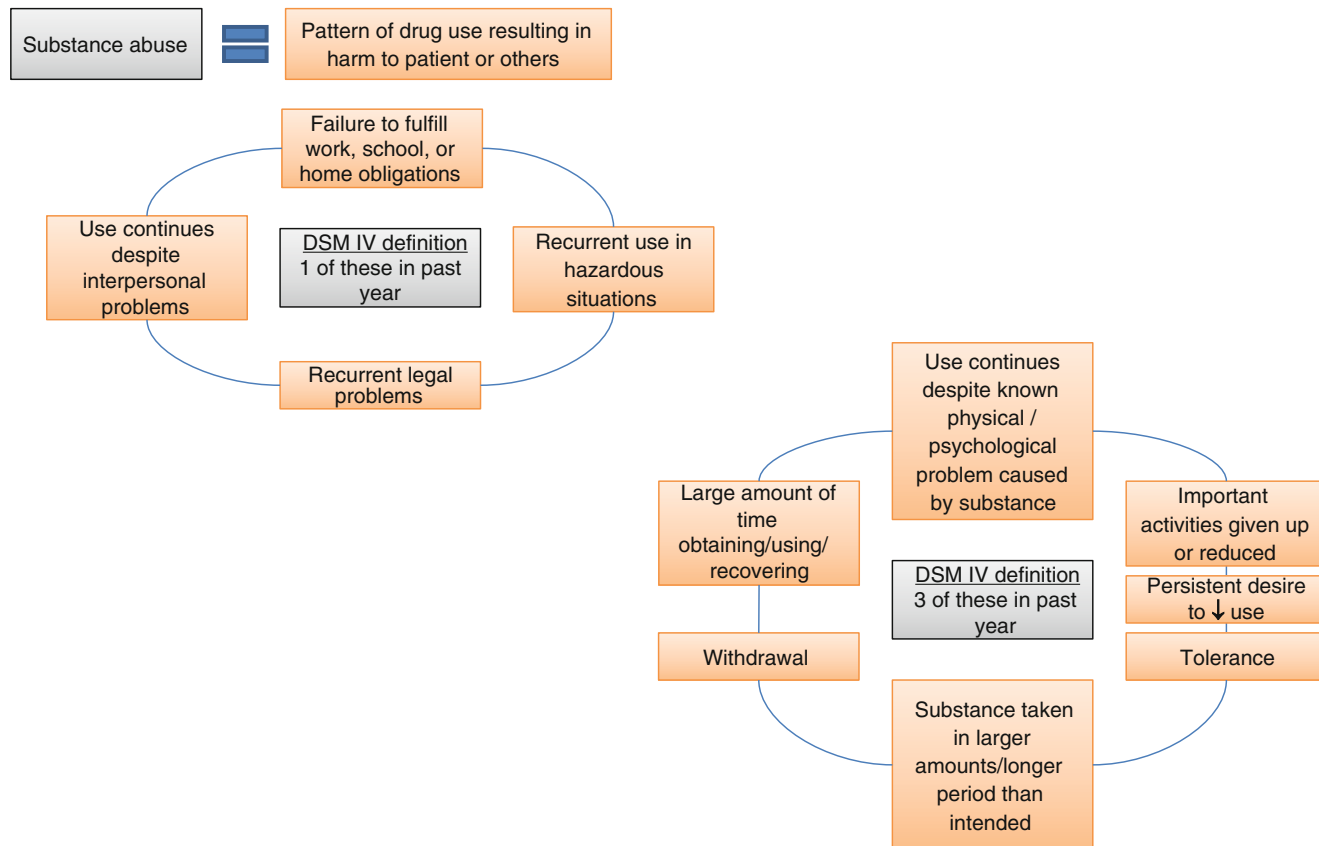 Substance abuse
Pattern of drug use resulting in
harm to patient or others
Failure to fulfill
work, school, or
home obligations
Use continues
despite
interpersonal
problems
DSM IV definition
1 of these in past
year
Recurrent use in
hazardous
situations
Recurrent legal
problems
Use continues
despite known
physical /
psychological
problem caused
by substance
Large amount of
time
obtaining/using/
recovering
Important
activities given up
or reduced
DSM IV definition
3 of these in past
year
Persistent desire
to ↓ use
Withdrawal
Tolerance
Substance taken
in larger
amounts/longer
period than
intended